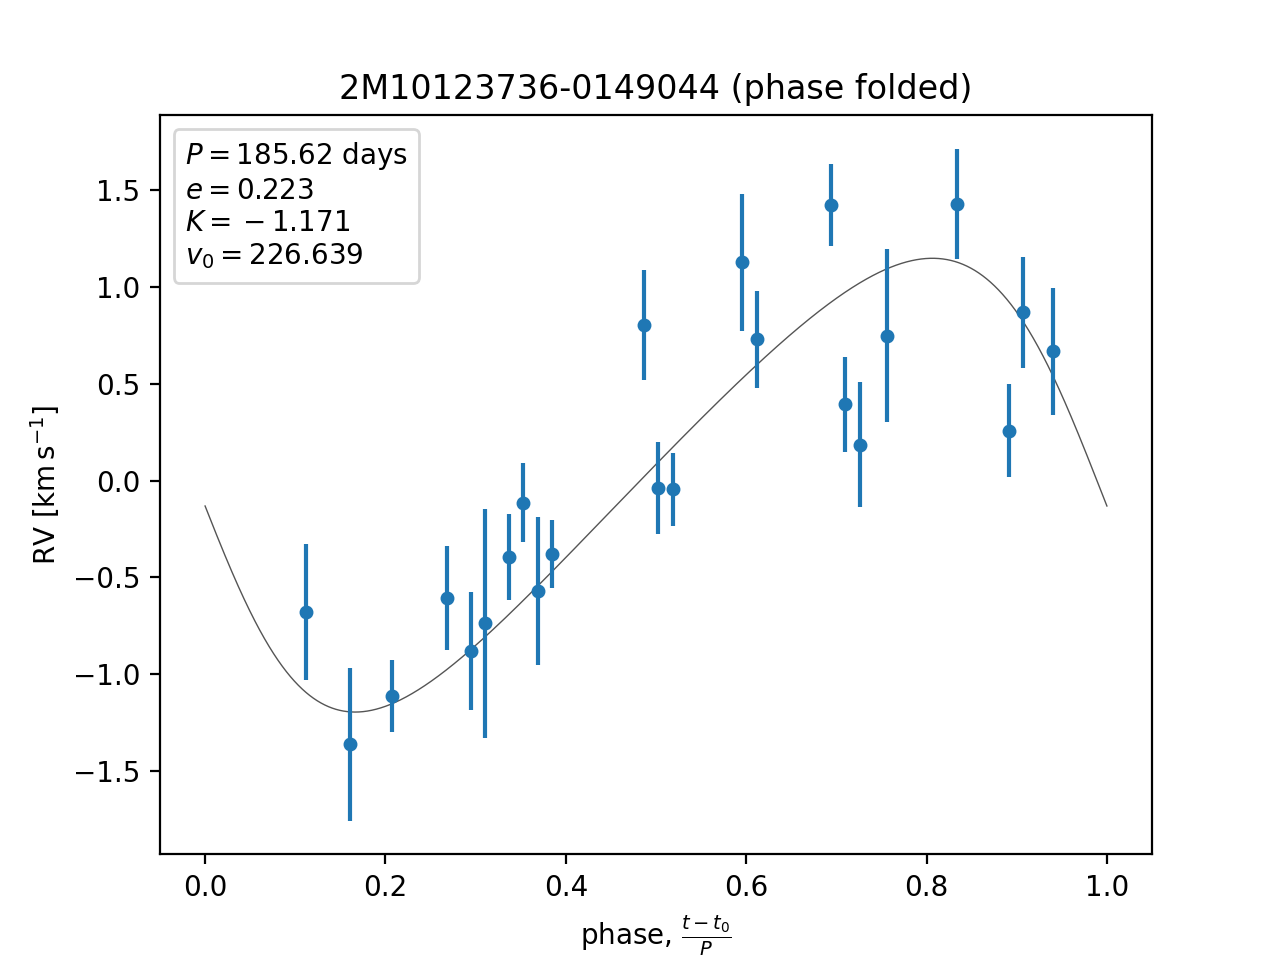 2M10123736-0149044 (phase folded)
P = 185.62 days
e = 0.223
K = −1.171
v₀ = 226.639
RV [km s⁻¹]
1.5
1.0
0.5
0.0
−0.5
−1.0
−1.5
0.0 0.2 0.4 0.6 0.8 1.0
phase, (t − t₀)/P